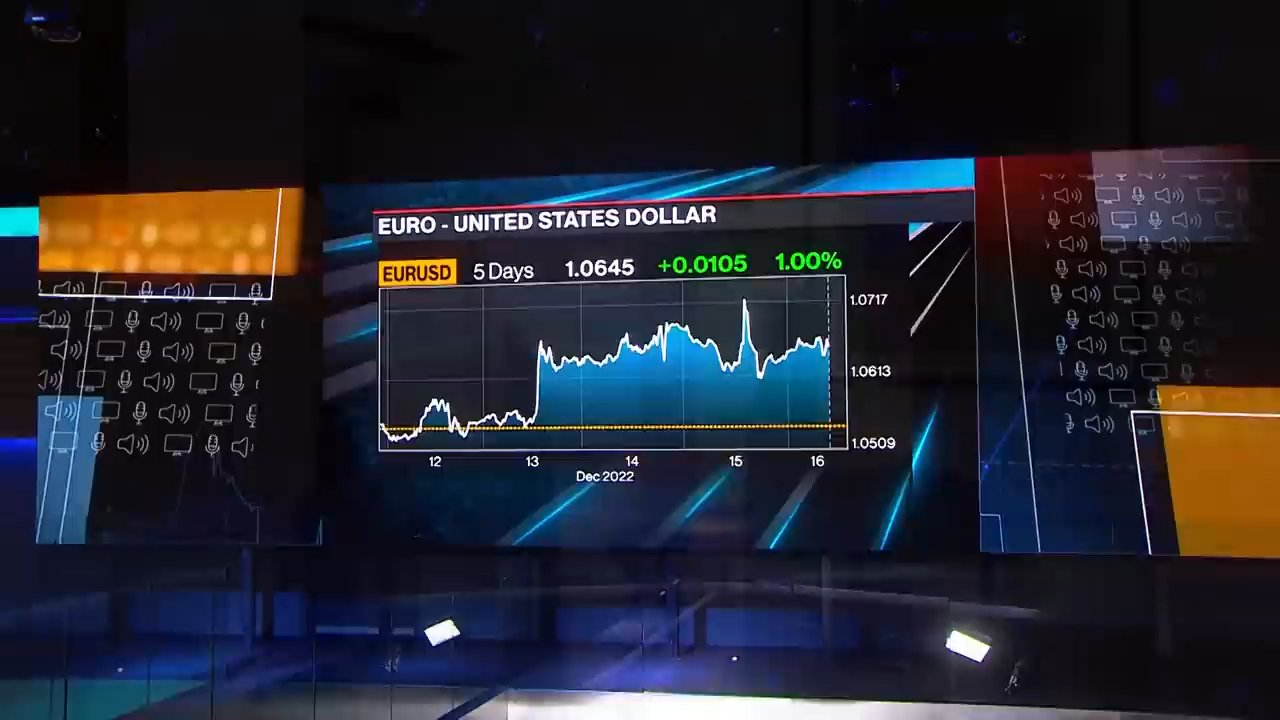 EURO - UNITED STATES DOLLAR
EURUSD 5 Days 1.0645 +0.0105 1.00%
1.0717
1.0613
1.0509
12 13 14 15 16
Dec 2022